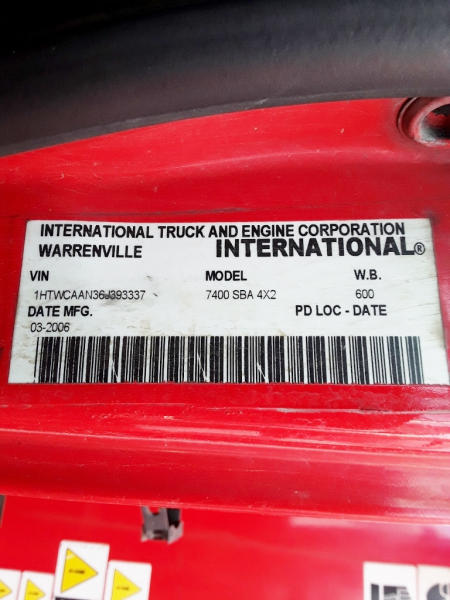 INTERNATIONAL TRUCK AND ENGINE CORPORATION
WARRENVILLE INTERNATIONAL®
VIN MODEL W.B.
1HTWCAAN36J393337 7400 SBA 4X2 600
DATE MFG. PD LOC - DATE
03-2006